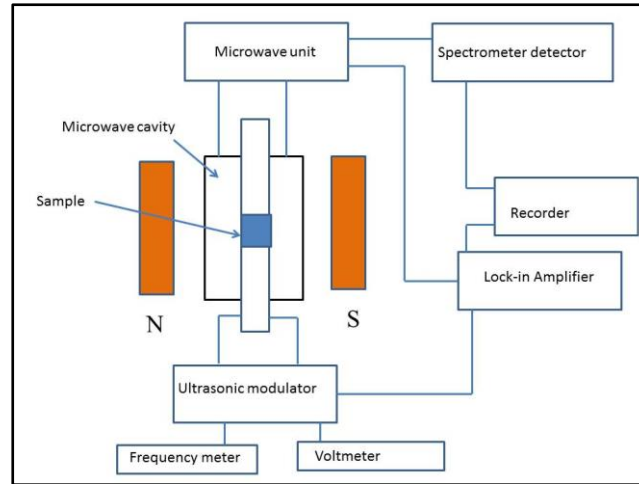 Microwave unit
Spectrometer detector
Microwave cavity
Sample
Recorder
Lock-in Amplifier
N
S
Ultrasonic modulator
Frequency meter
Voltmeter